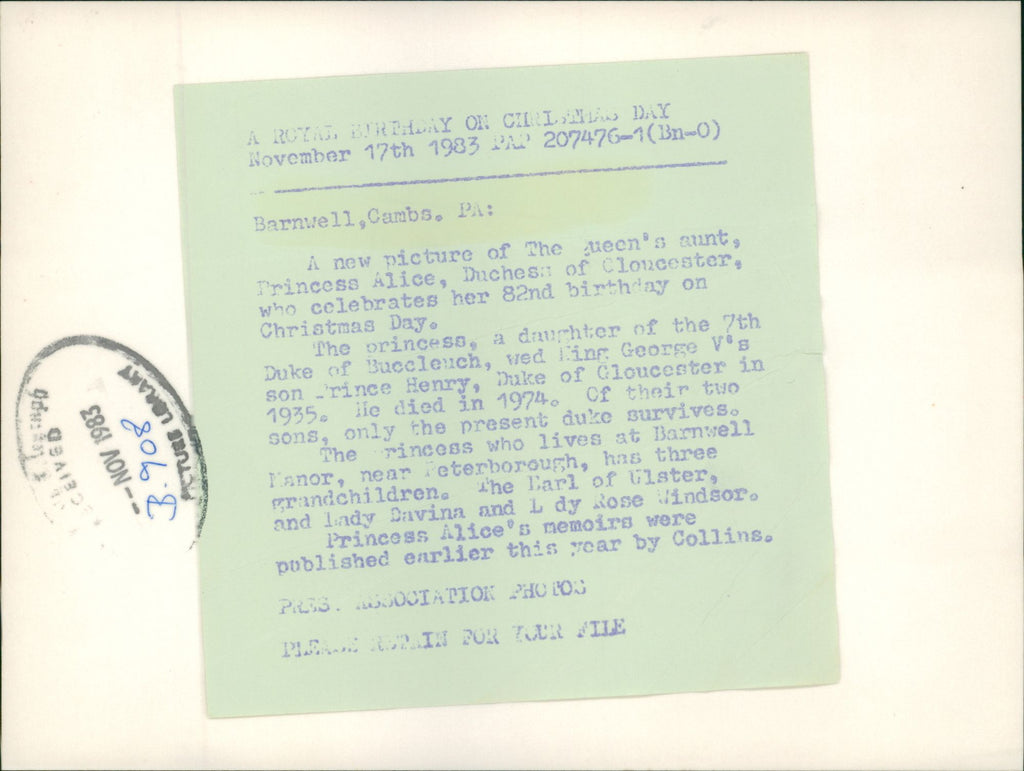 A ROYAL BIRTHDAY ON CHRISTMAS DAY
November 17th 1983 PAP 207476-1(Bn-O)
Barnwell,Cambs. PA:
A new picture of The Queen's aunt,
Princess Alice, Duchess of Gloucester,
who celebrates her 82nd birthday on
Christmas Day.
The princess, a daughter of the 7th
Duke of Buccleuch, wed King George V's
son Prince Henry, Duke of Gloucester in
1935. He died in 1974. Of their two
sons, only the present duke survives.
The Princess who lives at Barnwell
Manor, near Peterborough, has three
grandchildren. The Earl of Ulster,
and Lady Davina and Lady Rose Windsor.
Princess Alice's memoirs were
published earlier this year by Collins.
PRESS ASSOCIATION PHOTOS
PLEASE RETAIN FOR YOUR FILE
PICTURE LIBRARY
B.978
-- NOV 1983
RECEIVED